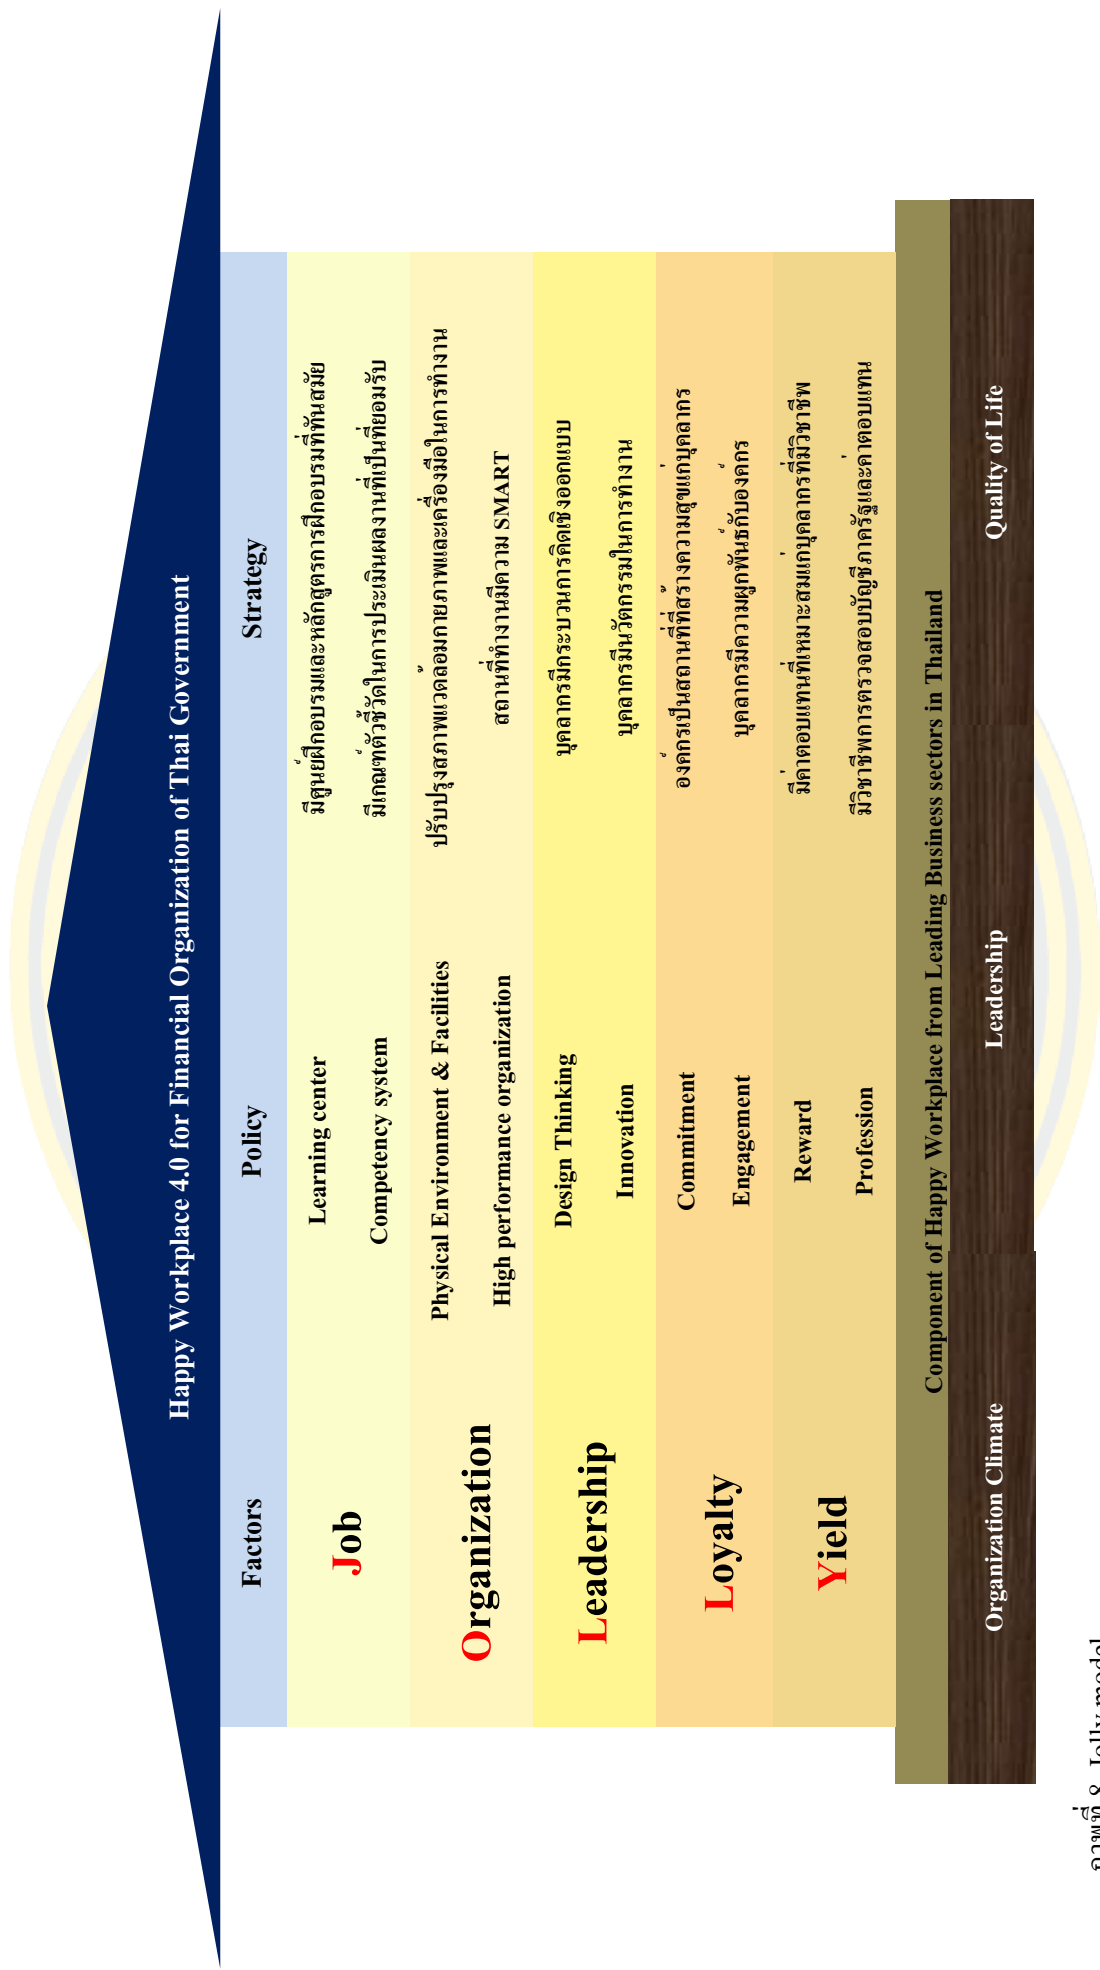 Happy Workplace 4.0 for Financial Organization of Thai Government
Factors Policy Strategy
Job
Learning center มีศูนย์ฝึกอบรมและหลักสูตรการฝึกอบรมที่ทันสมัย
Competency system มีเกณฑ์ตัวชี้วัดในการประเมินผลงานที่เป็นที่ยอมรับ
Organization
Physical Environment & Facilities ปรับปรุงสภาพแวดล้อมกายภาพและเครื่องมือในการทำงาน
High performance organization สถานที่ทำงานมีความ SMART
Leadership
Design Thinking บุคลากรมีกระบวนการคิดเชิงออกแบบ
Innovation บุคลากรมีนวัตกรรมในการทำงาน
Loyalty
Commitment องค์กรเป็นสถานที่ที่สร้างความสุขแก่บุคลากร
Engagement บุคลากรมีความผูกพันธ์กับองค์กร
Yield
Reward มีค่าตอบแทนที่เหมาะสมแก่บุคลากรที่มีวิชาชีพ
Profession มีวิชาชีพการตรวจสอบบัญชีภาครัฐและค่าตอบแทน
Component of Happy Workplace from Leading Business sectors in Thailand
Organization Climate Leadership Quality of Life
ภาพที่ 8 Jolly model